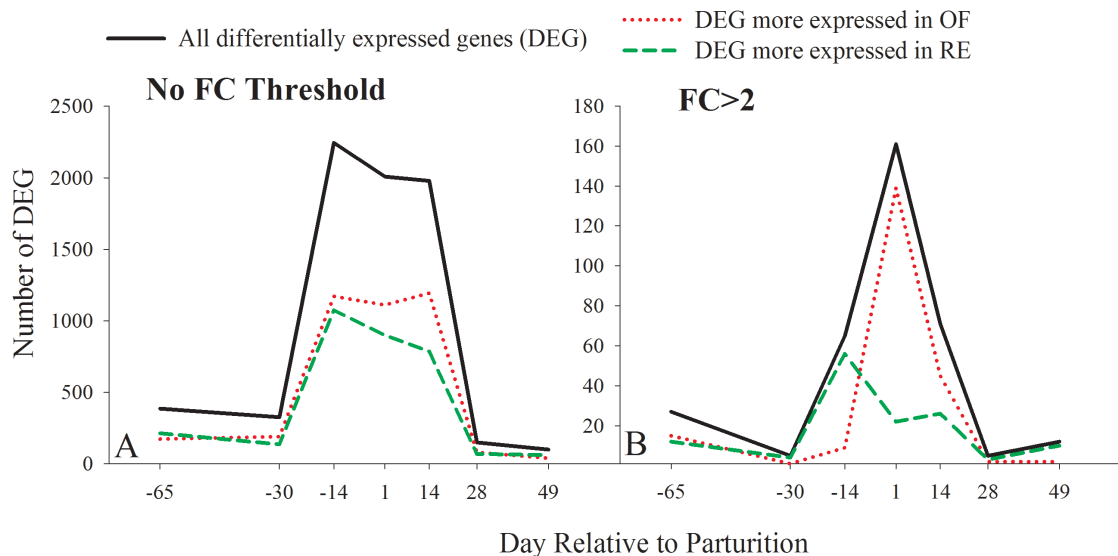 All differentially expressed genes (DEG)
DEG more expressed in OF
DEG more expressed in RE
No FC Threshold
FC>2
Number of DEG
2500
2000
1500
1000
500
0
A
-65 -30 -14 1 14 28 49
180
160
140
120
100
80
60
40
20
B
-65 -30 -14 1 14 28 49
Day Relative to Parturition